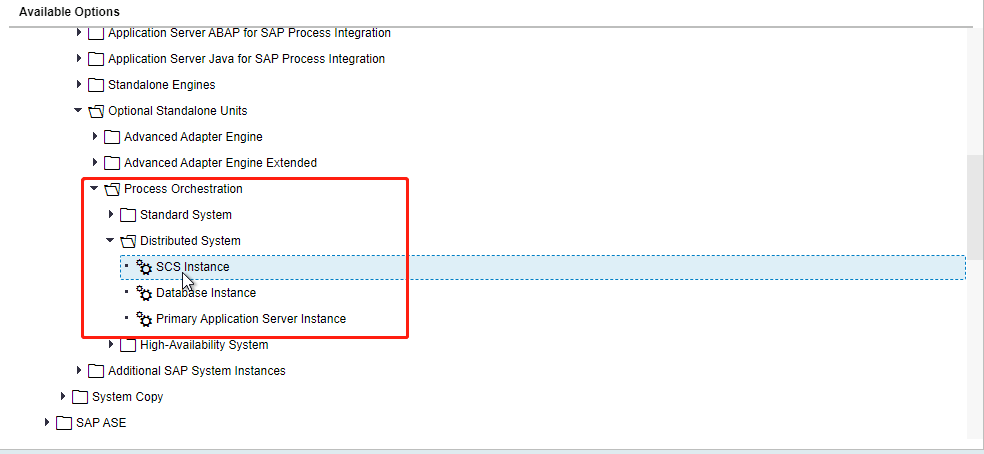 Available Options
Application Server ABAP for SAP Process Integration
Application Server Java for SAP Process Integration
Standalone Engines
Optional Standalone Units
Advanced Adapter Engine
Advanced Adapter Engine Extended
Process Orchestration
Standard System
Distributed System
SCS Instance
Database Instance
Primary Application Server Instance
High-Availability System
Additional SAP System Instances
System Copy
SAP ASE